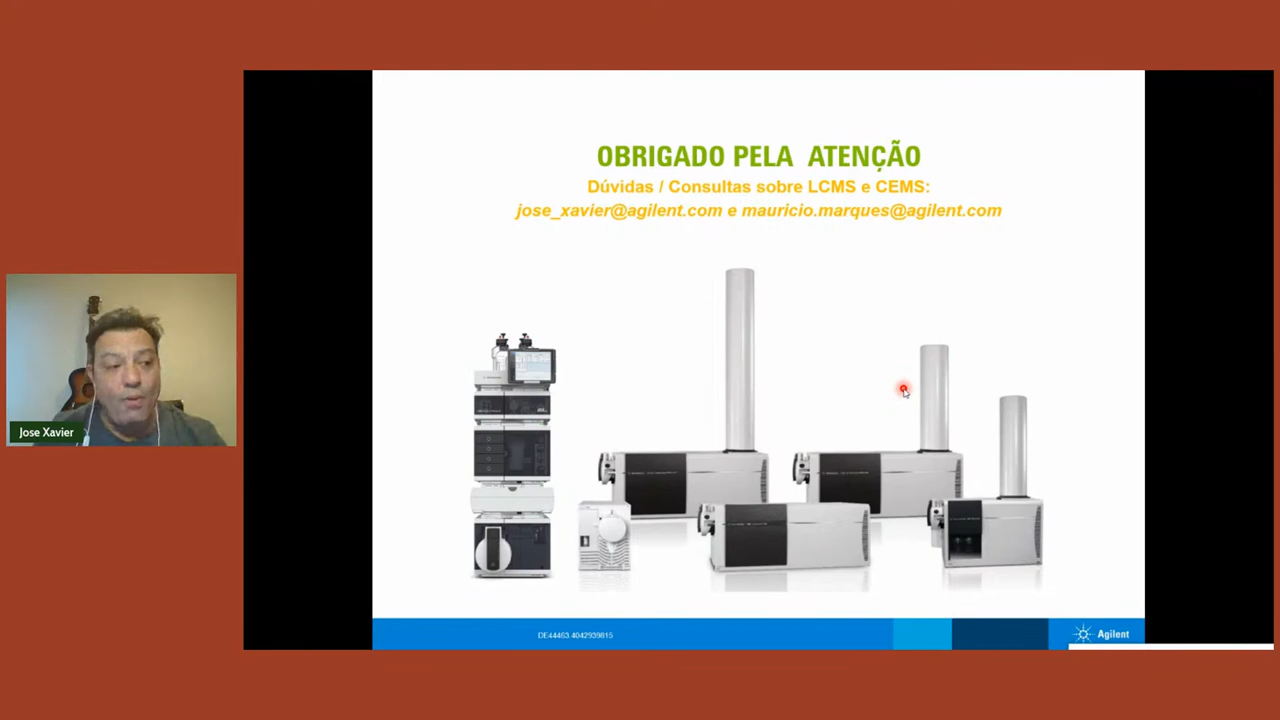 OBRIGADO PELA ATENÇÃO
Dúvidas / Consultas sobre LCMS e CEMS:
jose_xavier@agilent.com e mauricio.marques@agilent.com
Jose Xavier
DE44463.4042939815
Agilent